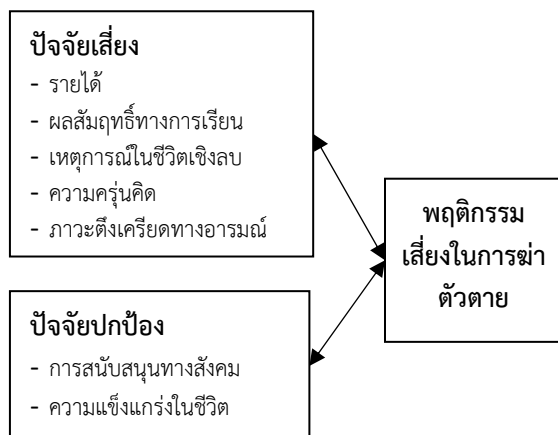 ปัจจัยเสี่ยง
- รายได้
- ผลสัมฤทธิ์ทางการเรียน
- เหตุการณ์ในชีวิตเชิงลบ
- ความครุ่นคิด
- ภาวะตึงเครียดทางอารมณ์
พฤติกรรม
เสี่ยงในการฆ่า
ตัวตาย
ปัจจัยปกป้อง
- การสนับสนุนทางสังคม
- ความแข็งแกร่งในชีวิต